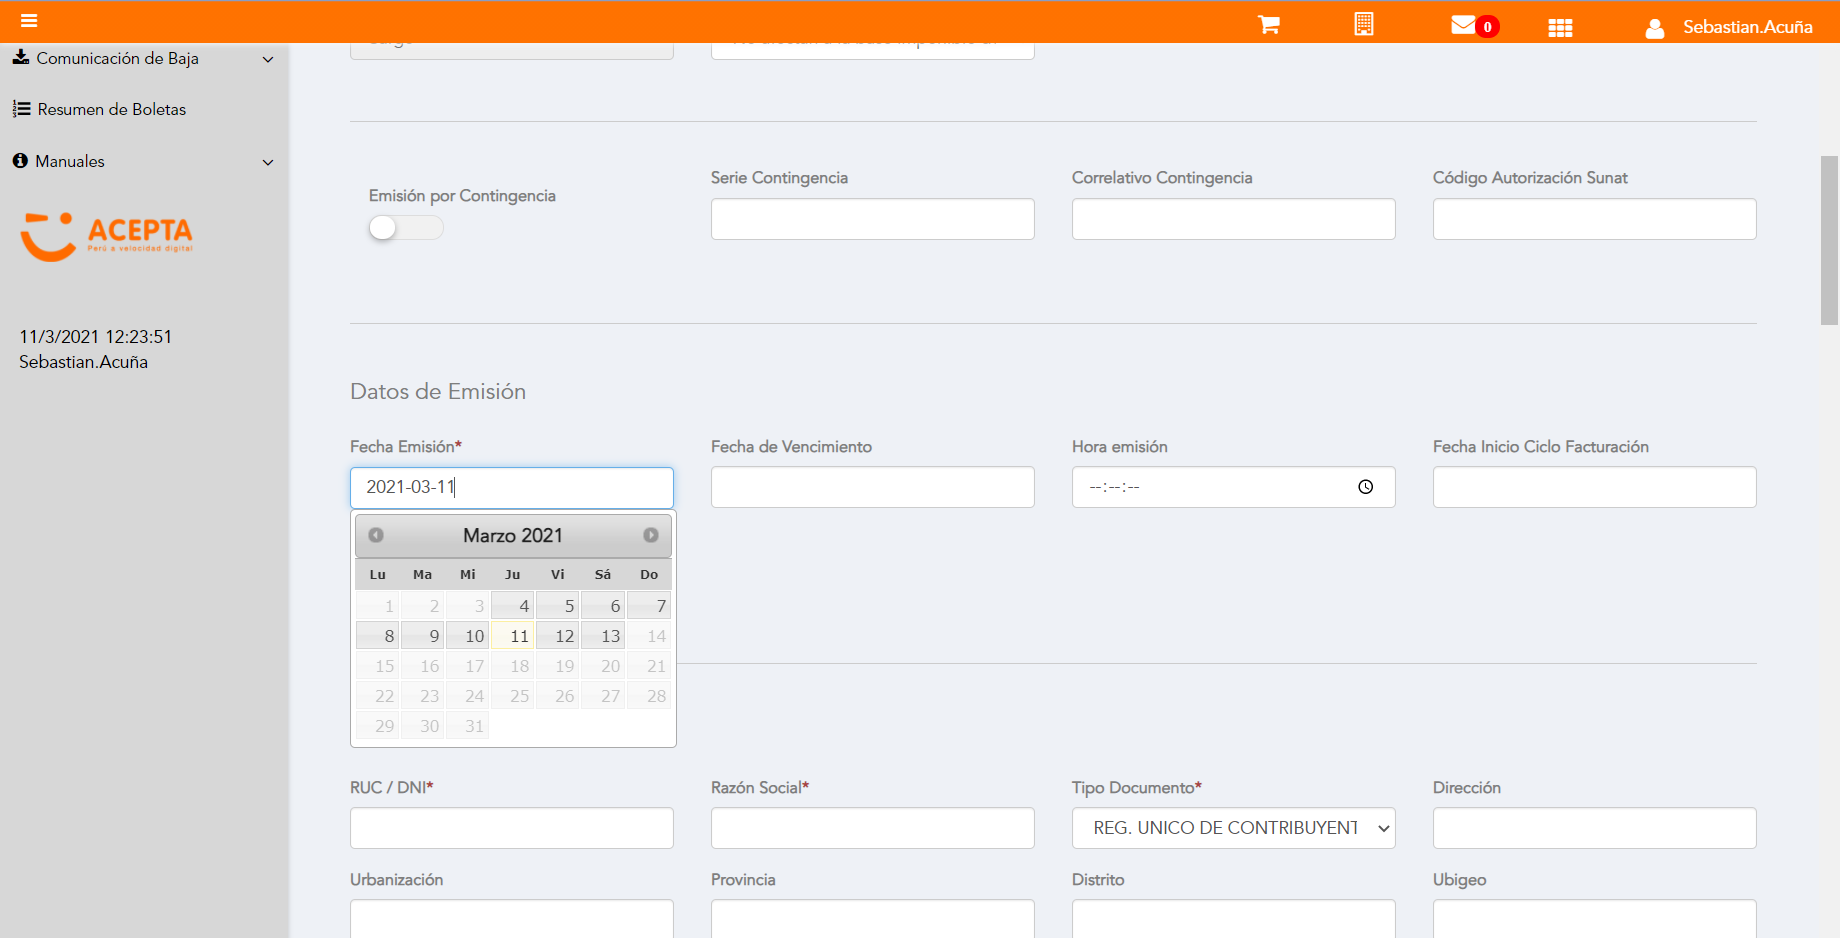 0
Sebastian.Acuña
Comunicación de Baja
Resumen de Boletas
Manuales
ACEPTA
Perú a velocidad digital
11/3/2021 12:23:51
Sebastian.Acuña
Emisión por Contingencia
Serie Contingencia
Correlativo Contingencia
Código Autorización Sunat
Datos de Emisión
Fecha Emisión*
Fecha de Vencimiento
Hora emisión
Fecha Inicio Ciclo Facturación
2021-03-11
--:--:--
Marzo 2021
Lu Ma Mi Ju Vi Sá Do
1 2 3 4 5 6 7
8 9 10 11 12 13 14
15 16 17 18 19 20 21
22 23 24 25 26 27 28
29 30 31
RUC / DNI*
Razón Social*
Tipo Documento*
Dirección
REG. UNICO DE CONTRIBUYENT
Urbanización
Provincia
Distrito
Ubigeo